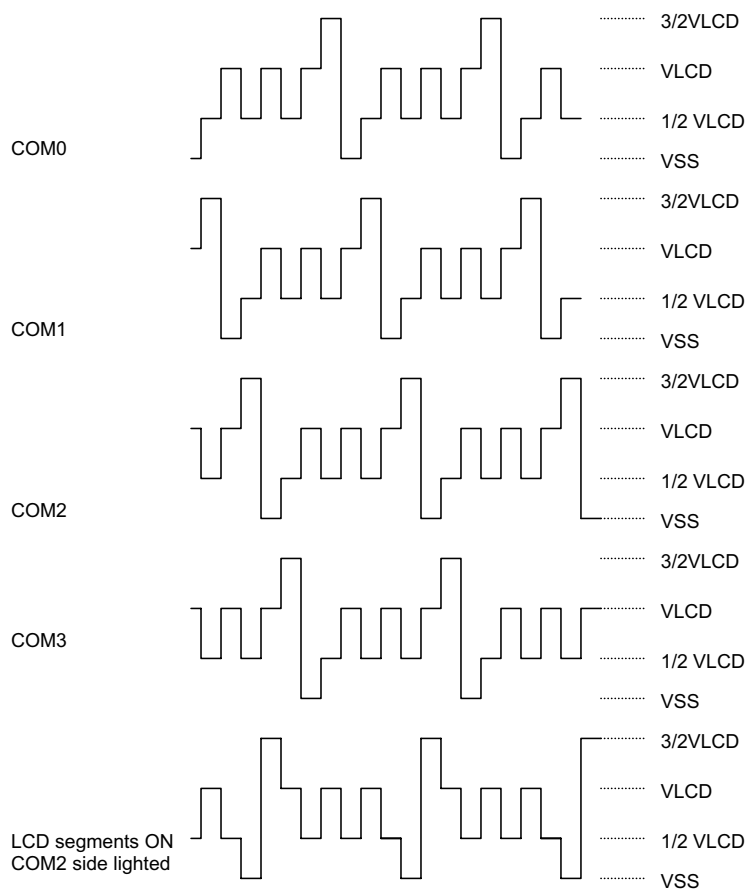 3/2VLCD
VLCD
1/2 VLCD
COM0
VSS
3/2VLCD
VLCD
1/2 VLCD
COM1
VSS
3/2VLCD
VLCD
1/2 VLCD
COM2
VSS
3/2VLCD
VLCD
COM3
1/2 VLCD
VSS
3/2VLCD
VLCD
LCD segments ON
COM2 side lighted
1/2 VLCD
VSS